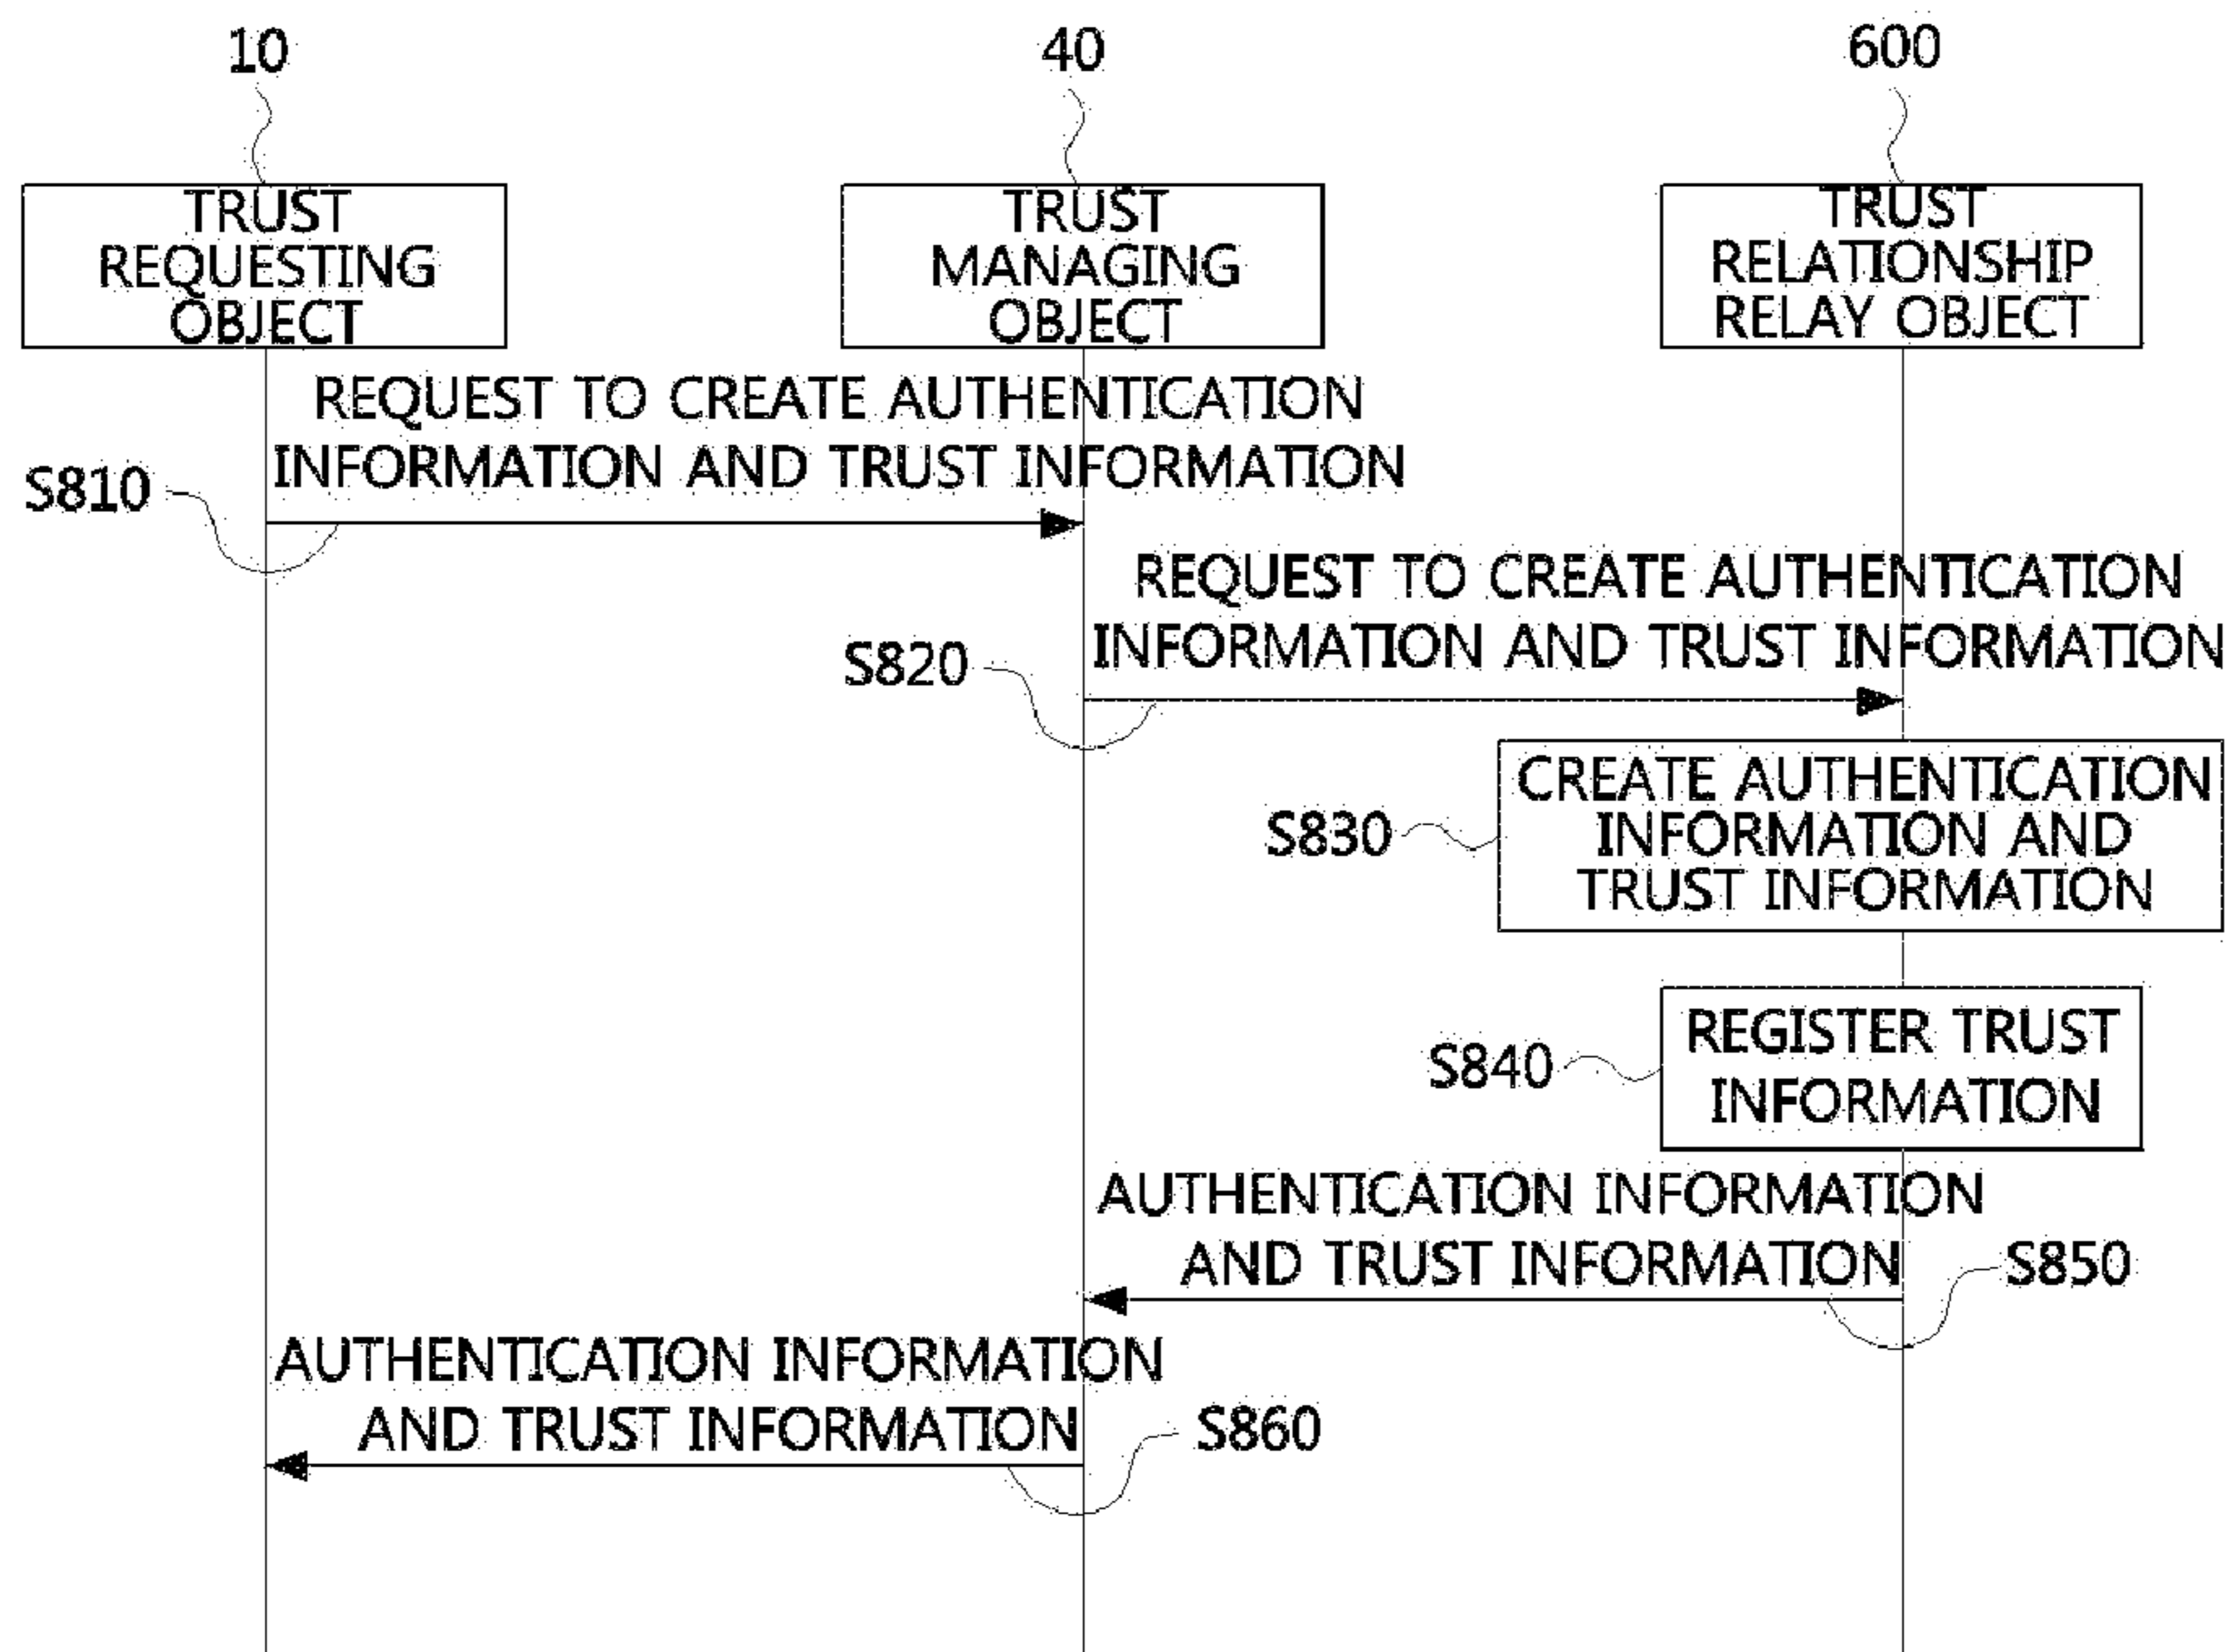 10
40
600
TRUST
REQUESTING
OBJECT
TRUST
MANAGING
OBJECT
TRUST
RELATIONSHIP
RELAY OBJECT
REQUEST TO CREATE AUTHENTICATION
INFORMATION AND TRUST INFORMATION
S810
REQUEST TO CREATE AUTHENTICATION
INFORMATION AND TRUST INFORMATION
S820
CREATE AUTHENTICATION
INFORMATION AND
TRUST INFORMATION
S830
REGISTER TRUST
INFORMATION
S840
AUTHENTICATION INFORMATION
AND TRUST INFORMATION
S850
AUTHENTICATION INFORMATION
AND TRUST INFORMATION
S860